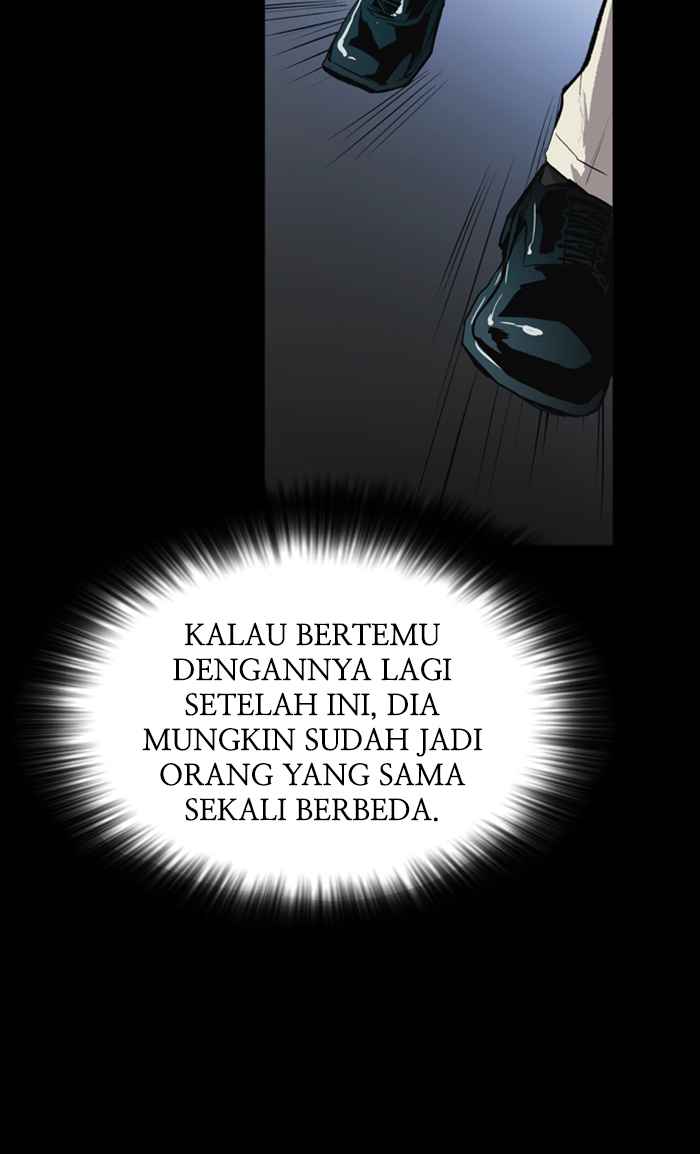 KALAU BERTEMU
DENGANNYA LAGI
SETELAH INI, DIA
MUNGKIN SUDAH JADI
ORANG YANG SAMA
SEKALI BERBEDA.